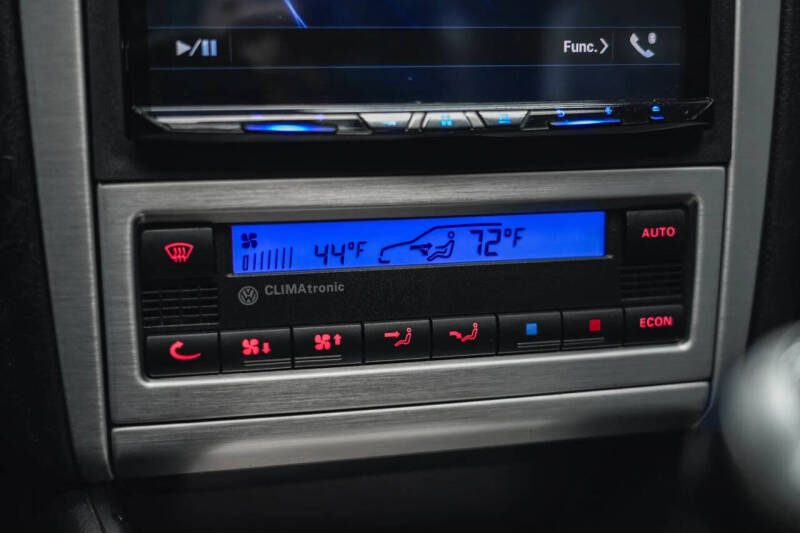 Func.
44°F 72°F
AUTO
CLIMAtronic
ECON